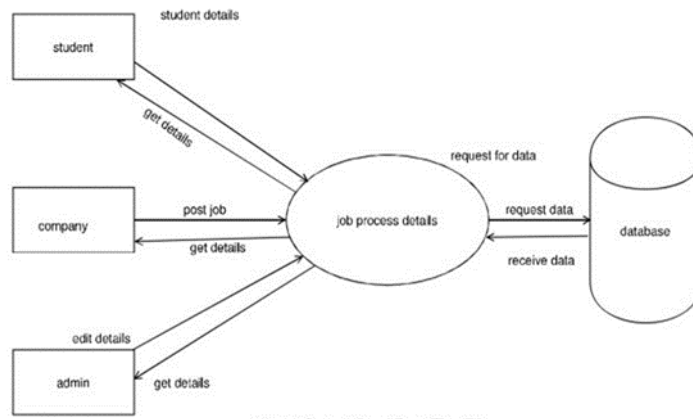 student details
student
get details
request for data
post job
request data
company
job process details
database
get details
receive data
edit details
admin
get details